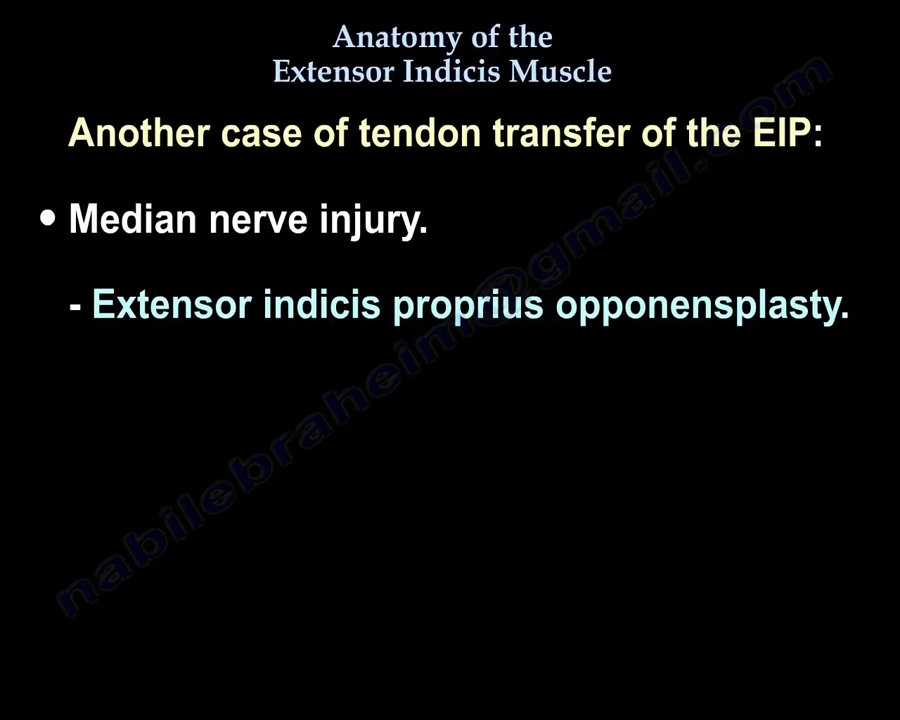 Anatomy of the
Extensor Indicis Muscle
Another case of tendon transfer of the EIP:
• Median nerve injury.
- Extensor indicis proprius opponensplasty.
nabilebraheim@gmail.com